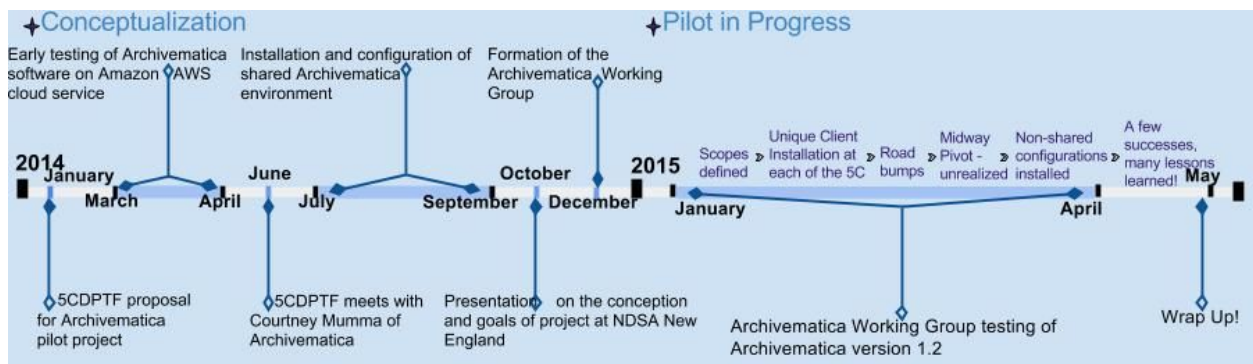 Conceptualization
Pilot in Progress
Early testing of Archivematica
software on Amazon AWS
cloud service
Installation and configuration of
shared Archivematica
environment
Formation of the
Archivematica Working
Group
Scopes
defined
»
Unique Client
Installation at
each of the 5C
»
Road
bumps
»
Midway
Pivot -
unrealized
»
Non-shared
configurations
installed
»
A few
successes,
many lessons
learned!
2014
January
March
April
June
July
September
October
December
2015
January
April
May
5CDPTF proposal
for Archivematica
pilot project
5CDPTF meets with
Courtney Mumma of
Archivematica
Presentation on the conception
and goals of project at NDSA New
England
Archivematica Working Group testing of
Archivematica version 1.2
Wrap Up!